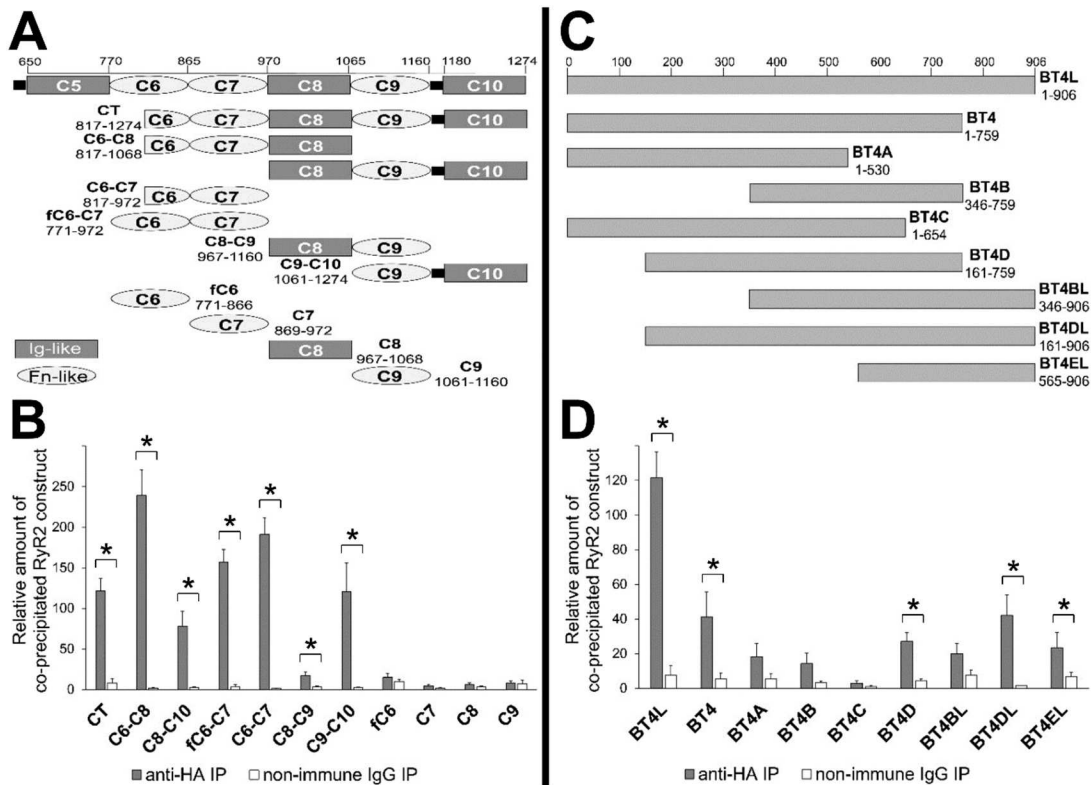 A
650 770 865 970 1065 1160 1180 1274
C5 C6 C7 C8 C9 C10
CT
817-1274
C6 C7 C8 C9 C10
C6-C8
817-1068
C6 C7 C8
C8 C9 C10
C6-C7
817-972
C6 C7
fC6-C7
771-972
C6 C7
C8-C9
967-1160
C8 C9
C9-C10
1061-1274
C9 C10
C6
fC6
771-866
C7
C7
869-972
C8
C8
967-1068
C9
C9
1061-1160
Ig-like
Fn-like
B
Relative amount of
co-precipitated RyR2 construct
250
200
150
100
50
0
* * * * * * *
CT C6-C8 C8-C10 fC6-C7 C6-C7 C8-C9 C9-C10 fC6 C7 C8 C9
anti-HA IP non-immune IgG IP
C
0 200 400 600 700 800 906
BT4L
1-906
BT4
1-759
BT4A
1-530
BT4B
346-759
BT4C
1-654
BT4D
161-759
BT4BL
346-906
BT4DL
161-906
BT4EL
565-906
D
Relative amount of
co-precipitated RyR2 construct
120
100
80
60
40
20
0
* * * * *
BT4L BT4 BT4A BT4B BT4C BT4D BT4BL BT4DL BT4EL
anti-HA IP non-immune IgG IP